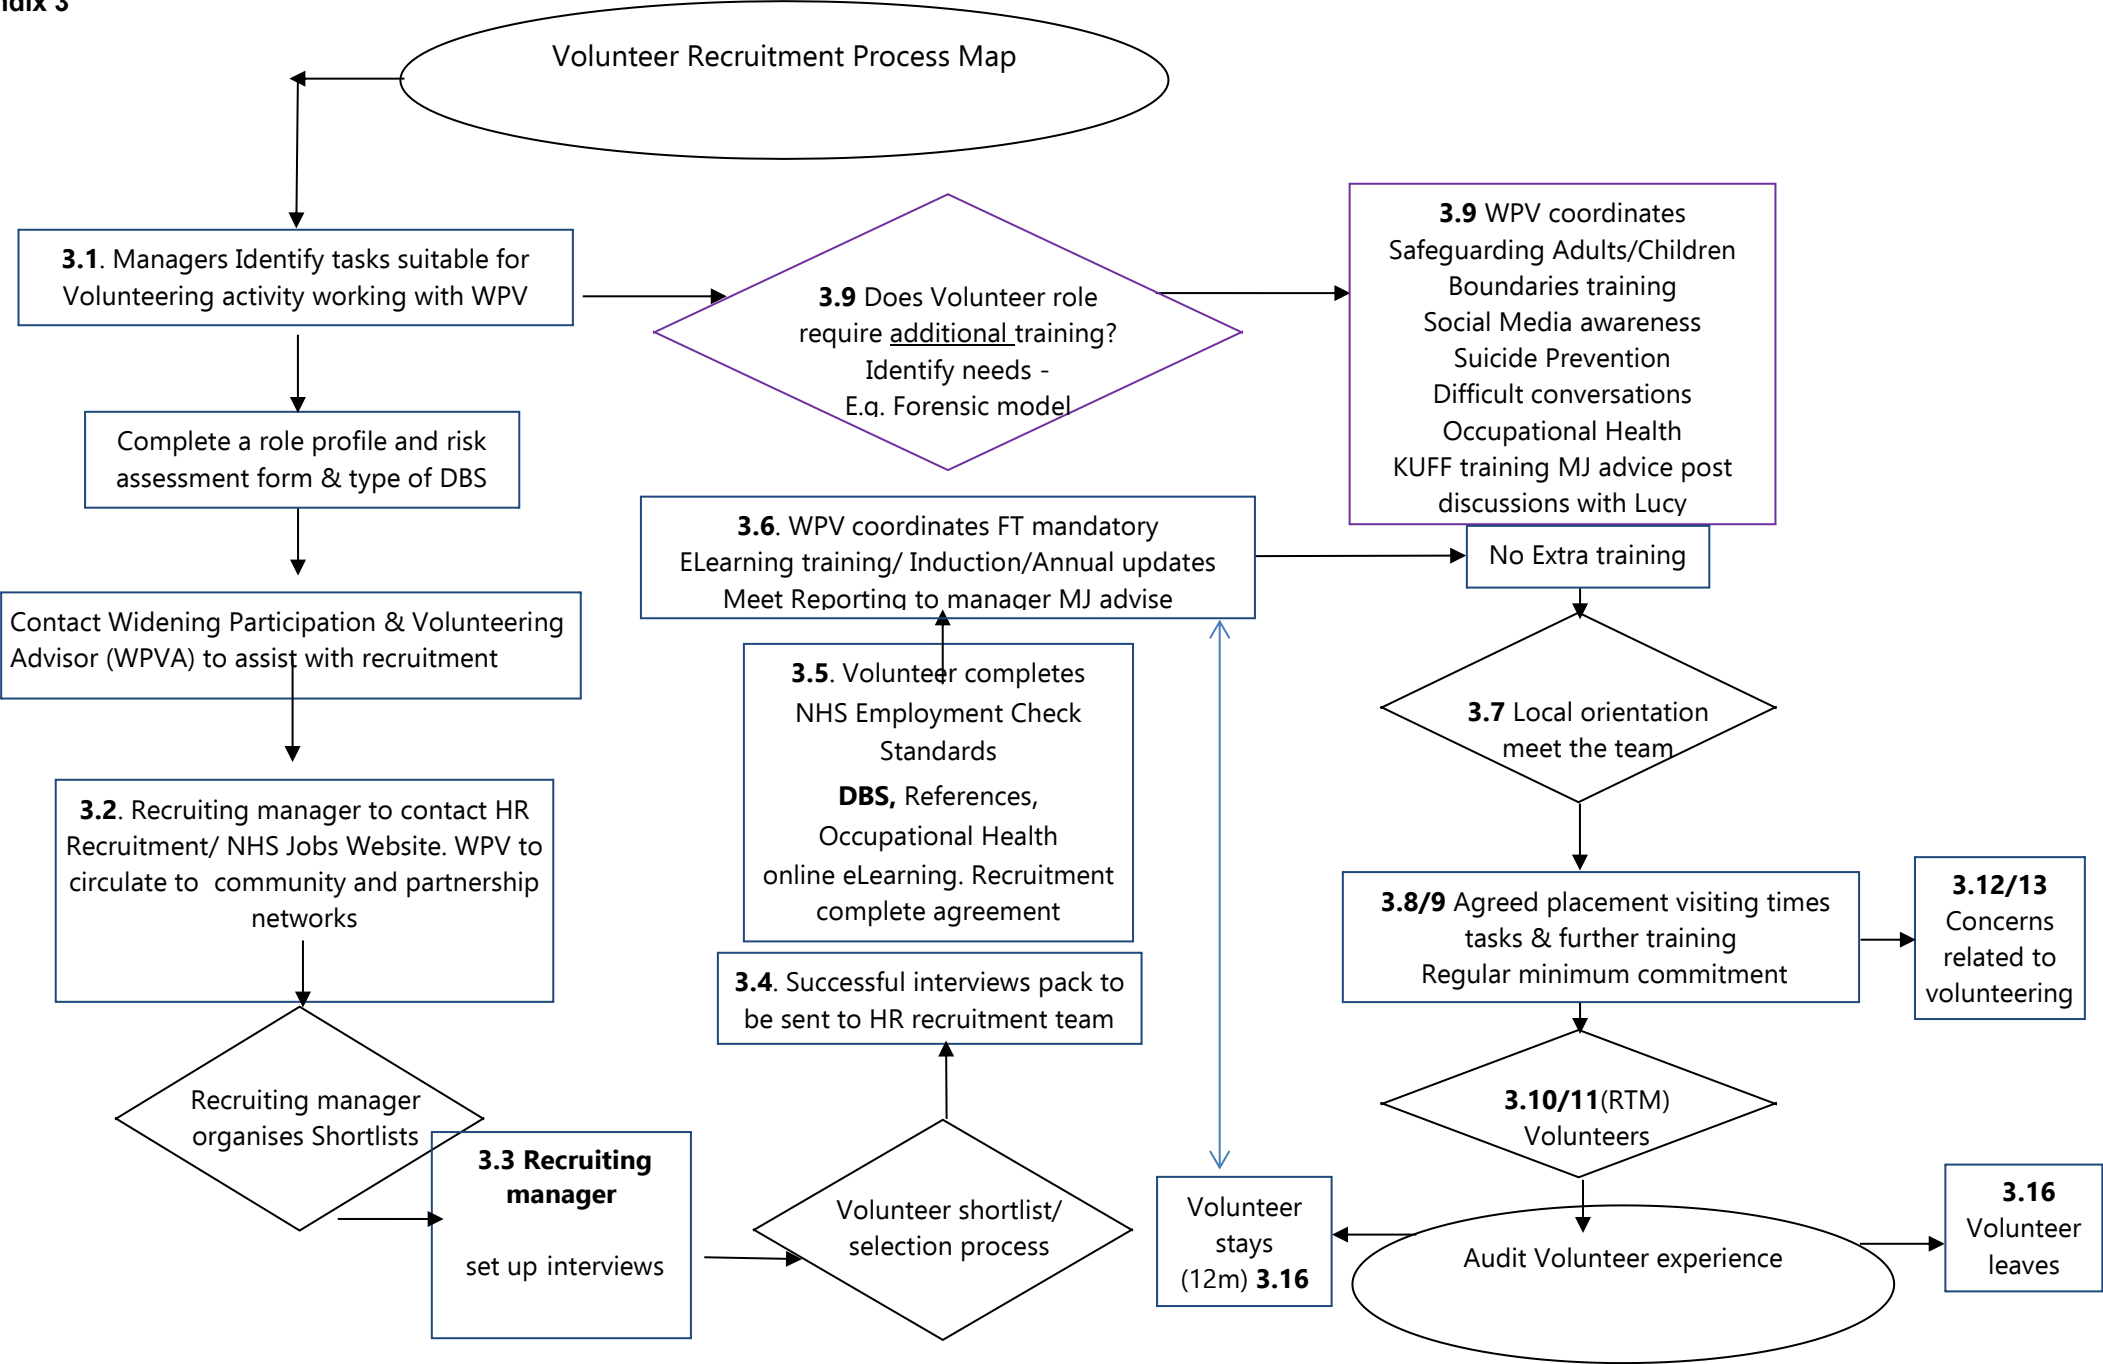 ndix 3
Volunteer Recruitment Process Map
3.1. Managers Identify tasks suitable for
Volunteering activity working with WPV
3.9 Does Volunteer role
require additional training?
Identify needs -
E.g. Forensic model
3.9 WPV coordinates
Safeguarding Adults/Children
Boundaries training
Social Media awareness
Suicide Prevention
Difficult conversations
Occupational Health
KUFF training MJ advice post
discussions with Lucy
Complete a role profile and risk
assessment form & type of DBS
3.6. WPV coordinates FT mandatory
ELearning training/ Induction/Annual updates
Meet Reporting to manager MJ advise
No Extra training
Contact Widening Participation & Volunteering
Advisor (WPVA) to assist with recruitment
3.5. Volunteer completes
NHS Employment Check
Standards
DBS, References,
Occupational Health
online eLearning. Recruitment
complete agreement
3.7 Local orientation
meet the team
3.2. Recruiting manager to contact HR
Recruitment/ NHS Jobs Website. WPV to
circulate to  community and partnership
networks
3.8/9 Agreed placement visiting times
tasks & further training
Regular minimum commitment
3.12/13
Concerns
related to
volunteering
3.4. Successful interviews pack to
be sent to HR recruitment team
Recruiting manager
organises Shortlists
3.10/11(RTM)
Volunteers
3.3 Recruiting
manager
set up interviews
Volunteer shortlist/
selection process
Volunteer
stays
(12m) 3.16
Audit Volunteer experience
3.16
Volunteer
leaves